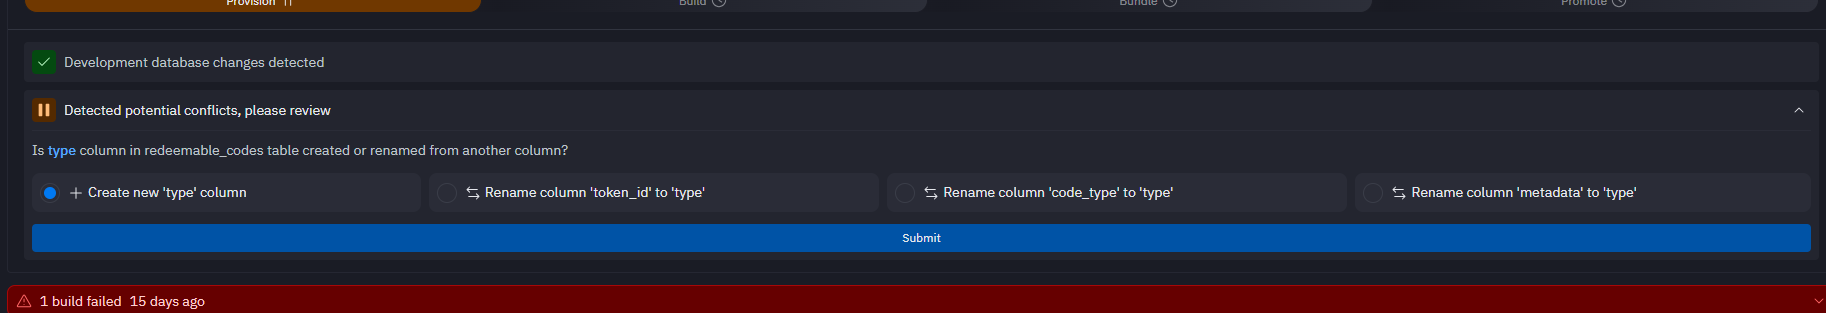 Provision
Build
Bundle
Promote
Development database changes detected
Detected potential conflicts, please review
Is type column in redeemable_codes table created or renamed from another column?
Create new 'type' column
Rename column 'token_id' to 'type'
Rename column 'code_type' to 'type'
Rename column 'metadata' to 'type'
Submit
1 build failed 15 days ago